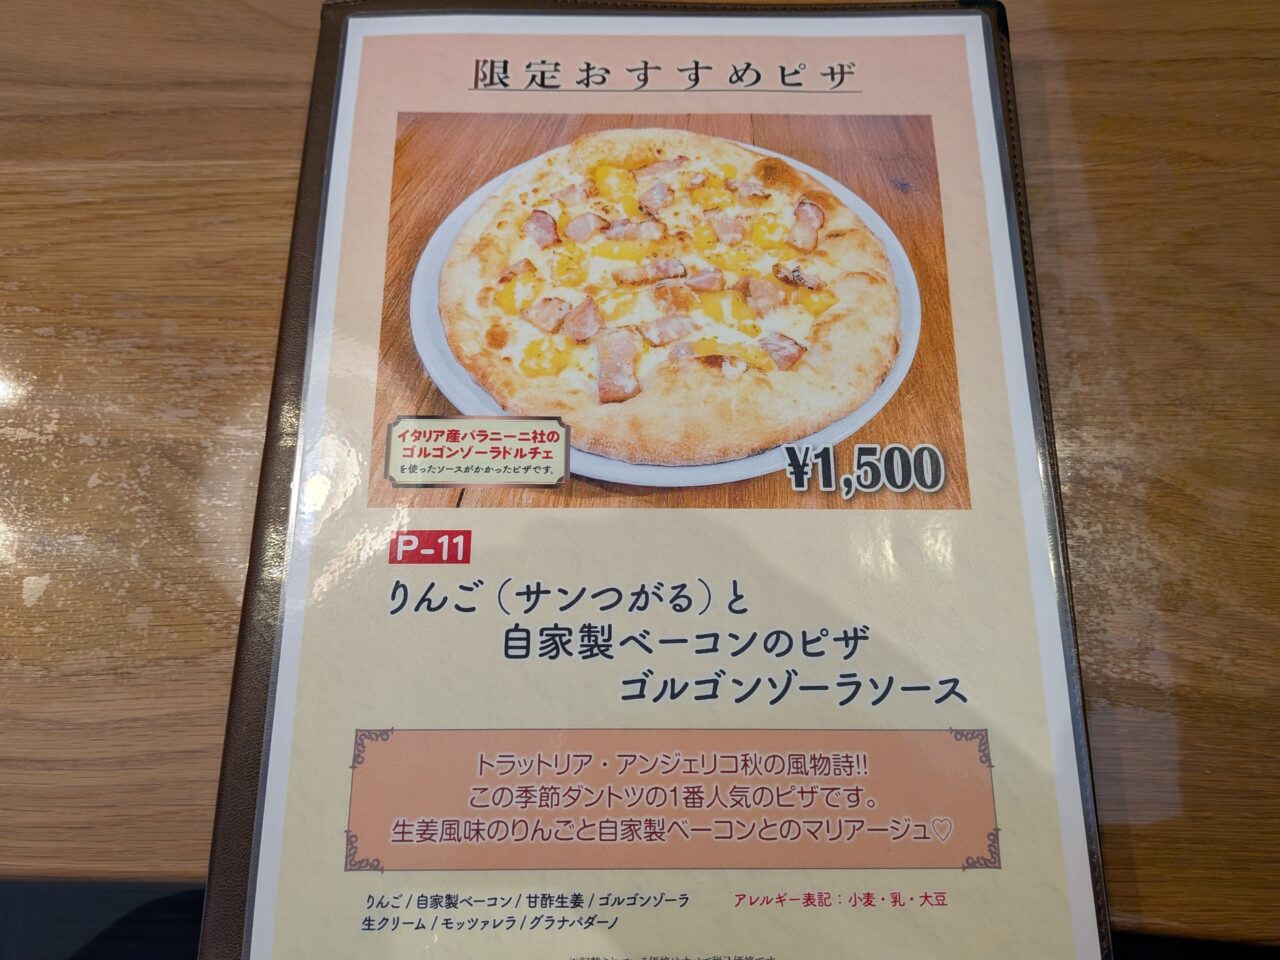 限定おすすめピザ
イタリア産バラニーニ社の
ゴルゴンゾーラドルチェ
を使ったソースがかかったピザです。
¥1,500
P-11
りんご（サンつがる）と
自家製ベーコンのピザ
ゴルゴンゾーラソース
トラットリア・アンジェリコ秋の風物詩!!
この季節ダントツの1番人気のピザです。
生姜風味のりんごと自家製ベーコンとのマリアージュ♡
りんご / 自家製ベーコン / 甘酢生姜 / ゴルゴンゾーラ
生クリーム / モッツァレラ / グラナパダーノ
アレルギー表記：小麦・乳・大豆